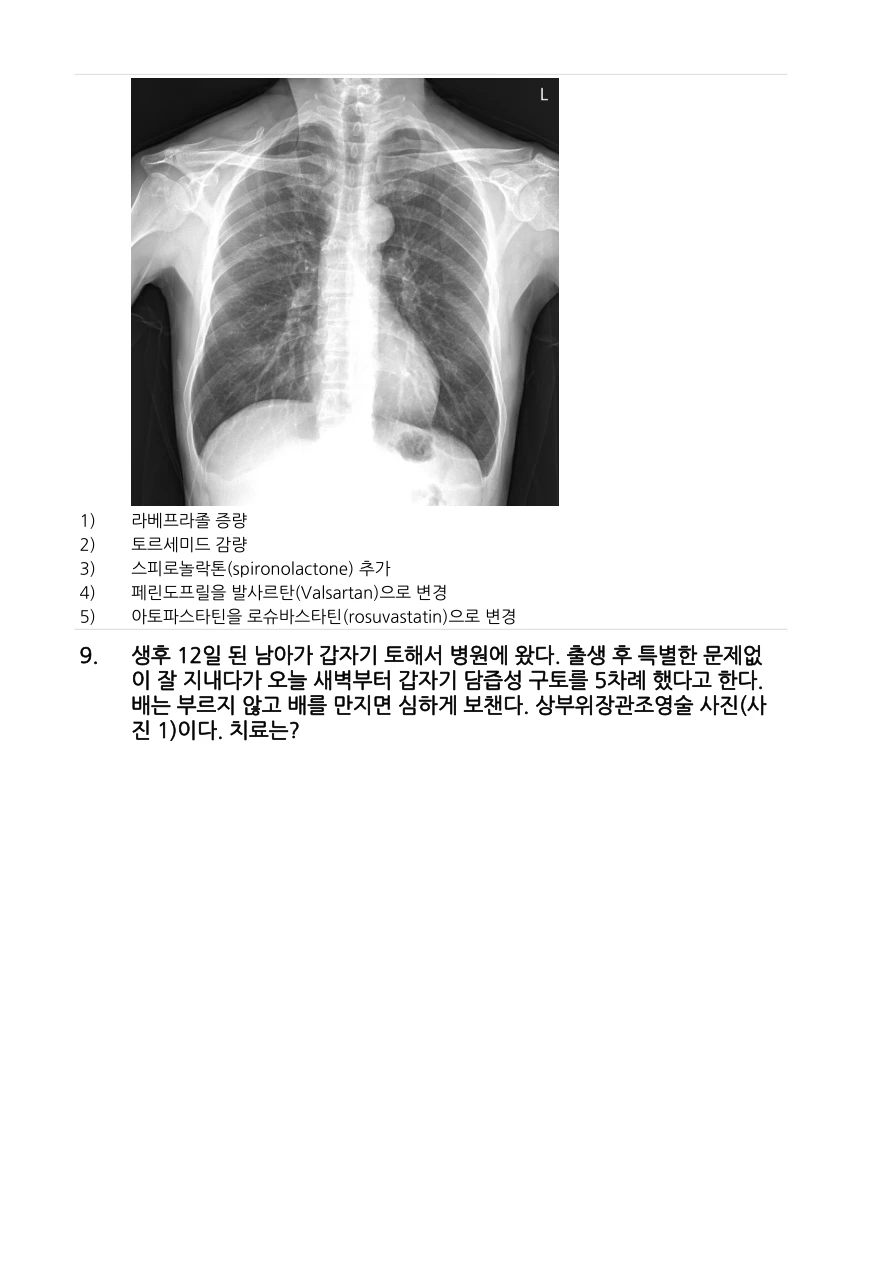 L
1) 라베프라졸 증량
2) 토르세미드 감량
3) 스피로놀락톤(spironolactone) 추가
4) 페린도프릴을 발사르탄(Valsartan)으로 변경
5) 아토파스타틴을 로슈바스타틴(rosuvastatin)으로 변경
9. 생후 12일 된 남아가 갑자기 토해서 병원에 왔다. 출생 후 특별한 문제없
이 잘 지내다가 오늘 새벽부터 갑자기 담즙성 구토를 5차례 했다고 한다.
배는 부르지 않고 배를 만지면 심하게 보챈다. 상부위장관조영술 사진(사
진 1)이다. 치료는?